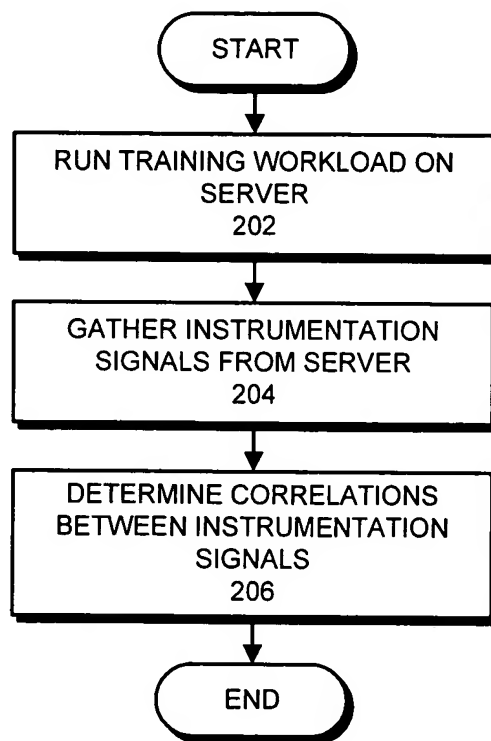 START
RUN TRAINING WORKLOAD ON
SERVER
202
GATHER INSTRUMENTATION
SIGNALS FROM SERVER
204
DETERMINE CORRELATIONS
BETWEEN INSTRUMENTATION
SIGNALS
206
END